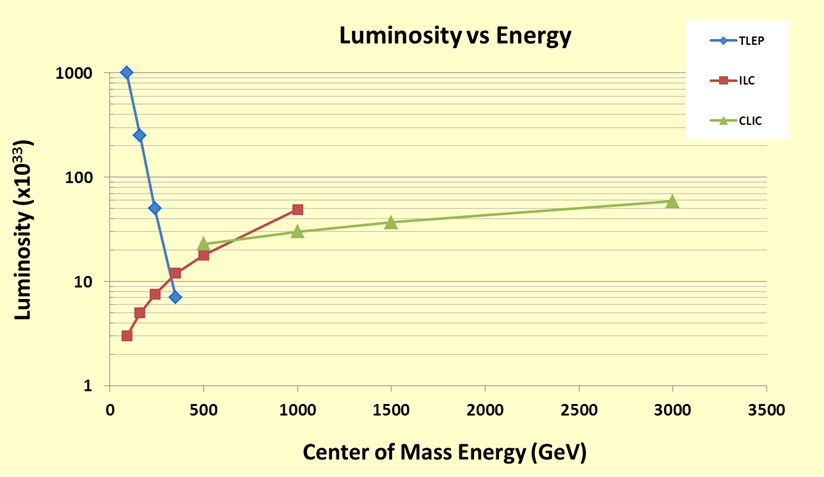 Luminosity vs Energy
TLEP
ILC
CLIC
Luminosity (x10³³)
1000
100
10
1
0 500 1000 1500 2000 2500 3000 3500
Center of Mass Energy (GeV)